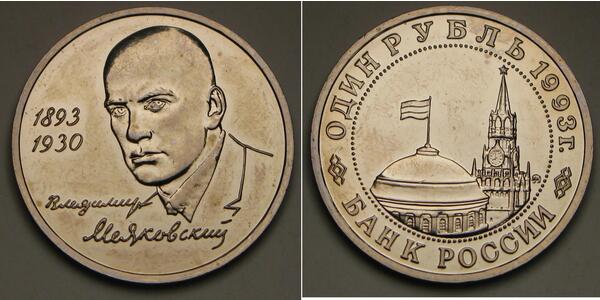 1893
1930
Владимир
Маяковский
ОДИН РУБЛЬ 1993 г.
БАНК РОССИИ